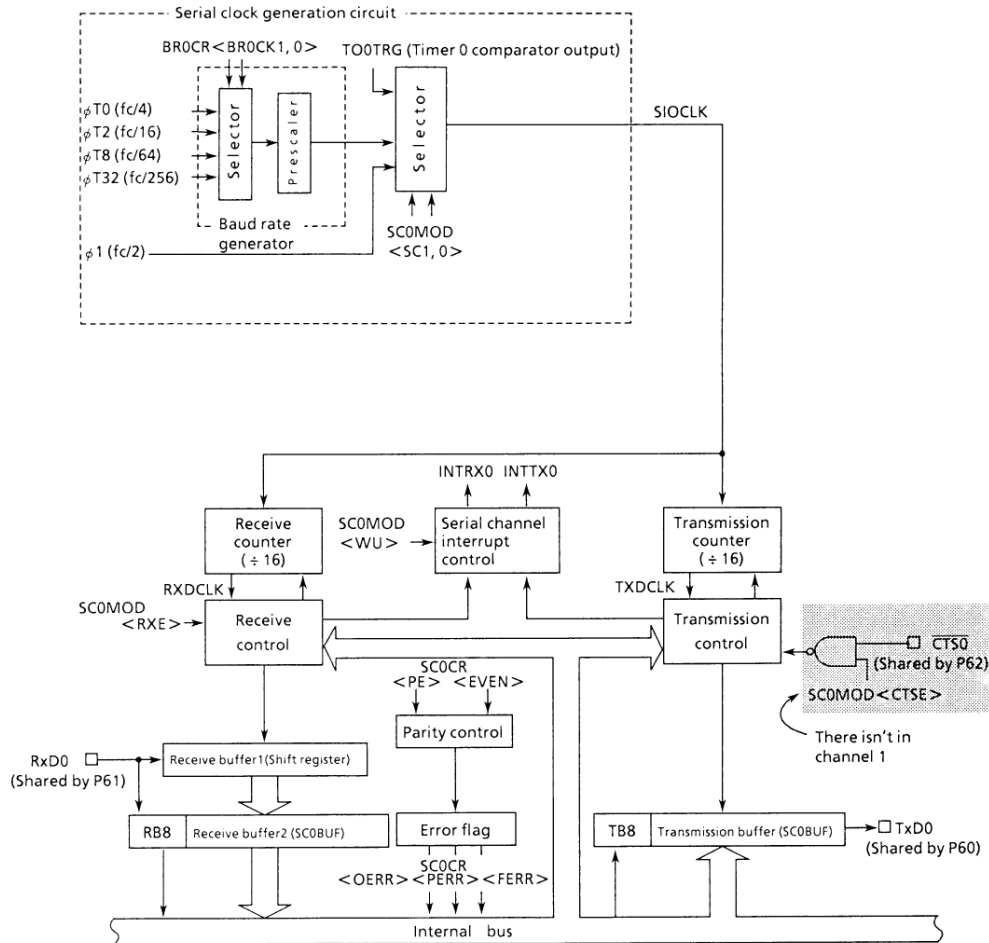 Serial clock generation circuit
BR0CR<BR0CK1, 0>
TO0TRG (Timer 0 comparator output)
φT0 (fc/4)
φT2 (fc/16)
φT8 (fc/64)
φT32 (fc/256)
Selector
Prescaler
Selector
SIOCLK
Baud rate
generator
SC0MOD
<SC1, 0>
φ1 (fc/2)
INTRX0 INTTX0
Receive
counter
(÷ 16)
SC0MOD
<WU>
Serial channel
interrupt
control
Transmission
counter
(÷ 16)
RXDCLK
TXDCLK
SC0MOD
<RXE>
Receive
control
Transmission
control
CTS0
(Shared by P62)
SC0MOD<CTSE>
There isn't in
channel 1
SC0CR
<PE> <EVEN>
Parity control
RxD0
(Shared by P61)
Receive buffer1(Shift register)
RB8 Receive buffer2 (SC0BUF)
Error flag
TB8 Transmission buffer (SC0BUF)
TxD0
(Shared by P60)
SC0CR
<OERR> <PERR> <FERR>
Internal bus